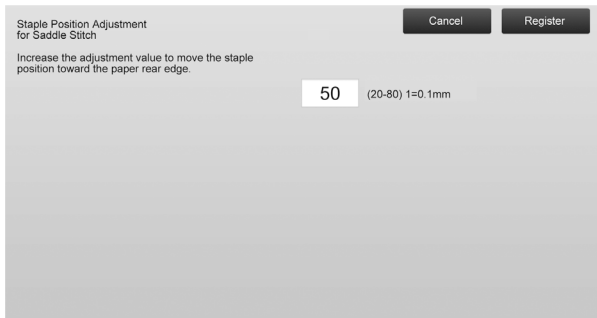 Staple Position Adjustment
for Saddle Stitch
Cancel
Register
Increase the adjustment value to move the staple
position toward the paper rear edge.
50
(20-80) 1=0.1mm